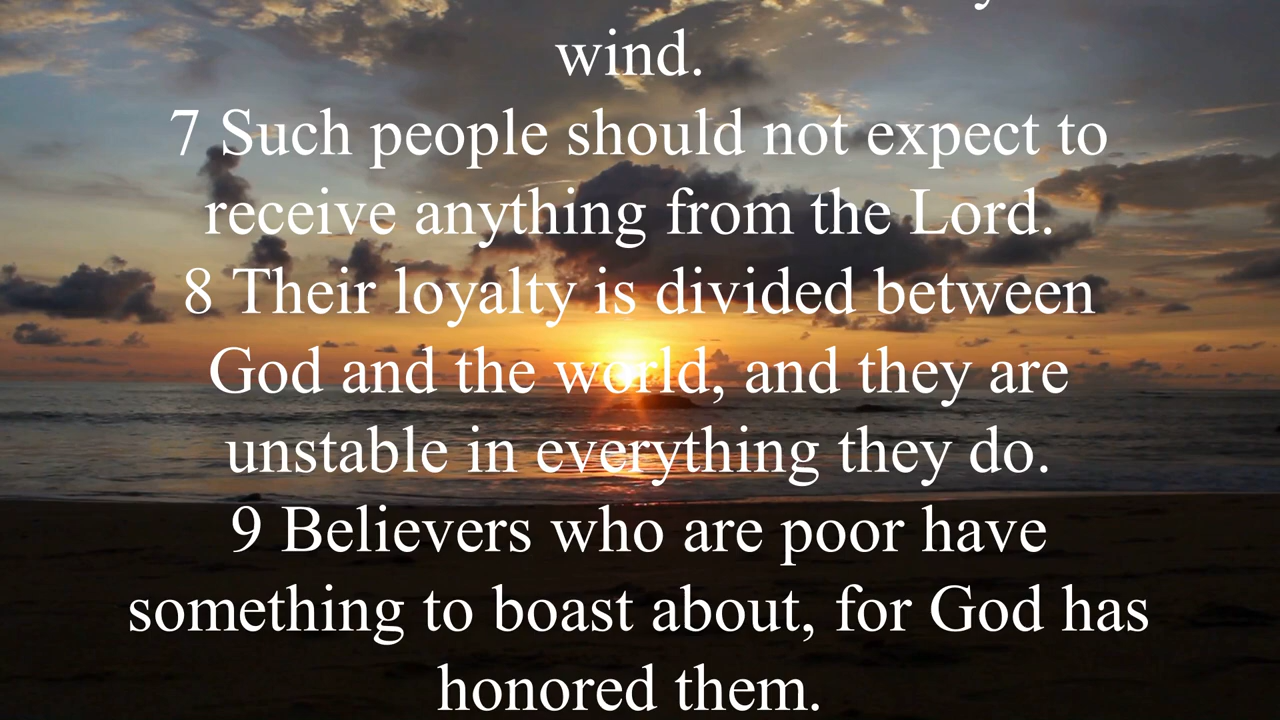 wind.
7 Such people should not expect to
receive anything from the Lord.
8 Their loyalty is divided between
God and the world, and they are
unstable in everything they do.
9 Believers who are poor have
something to boast about, for God has
honored them.